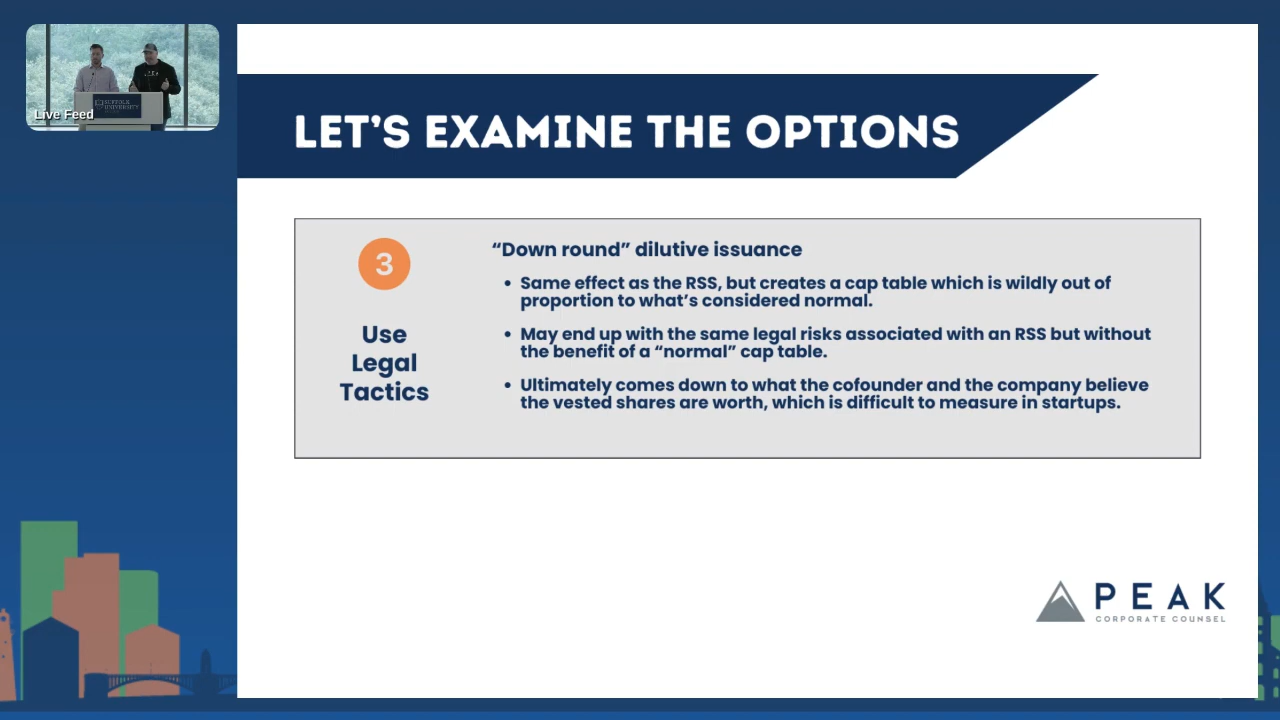 Live Feed
SUFFOLK
UNIVERSITY
LET'S EXAMINE THE OPTIONS
3
Use
Legal
Tactics
“Down round” dilutive issuance
• Same effect as the RSS, but creates a cap table which is wildly out of
proportion to what's considered normal.
• May end up with the same legal risks associated with an RSS but without
the benefit of a “normal” cap table.
• Ultimately comes down to what the cofounder and the company believe
the vested shares are worth, which is difficult to measure in startups.
PEAK
CORPORATE COUNSEL